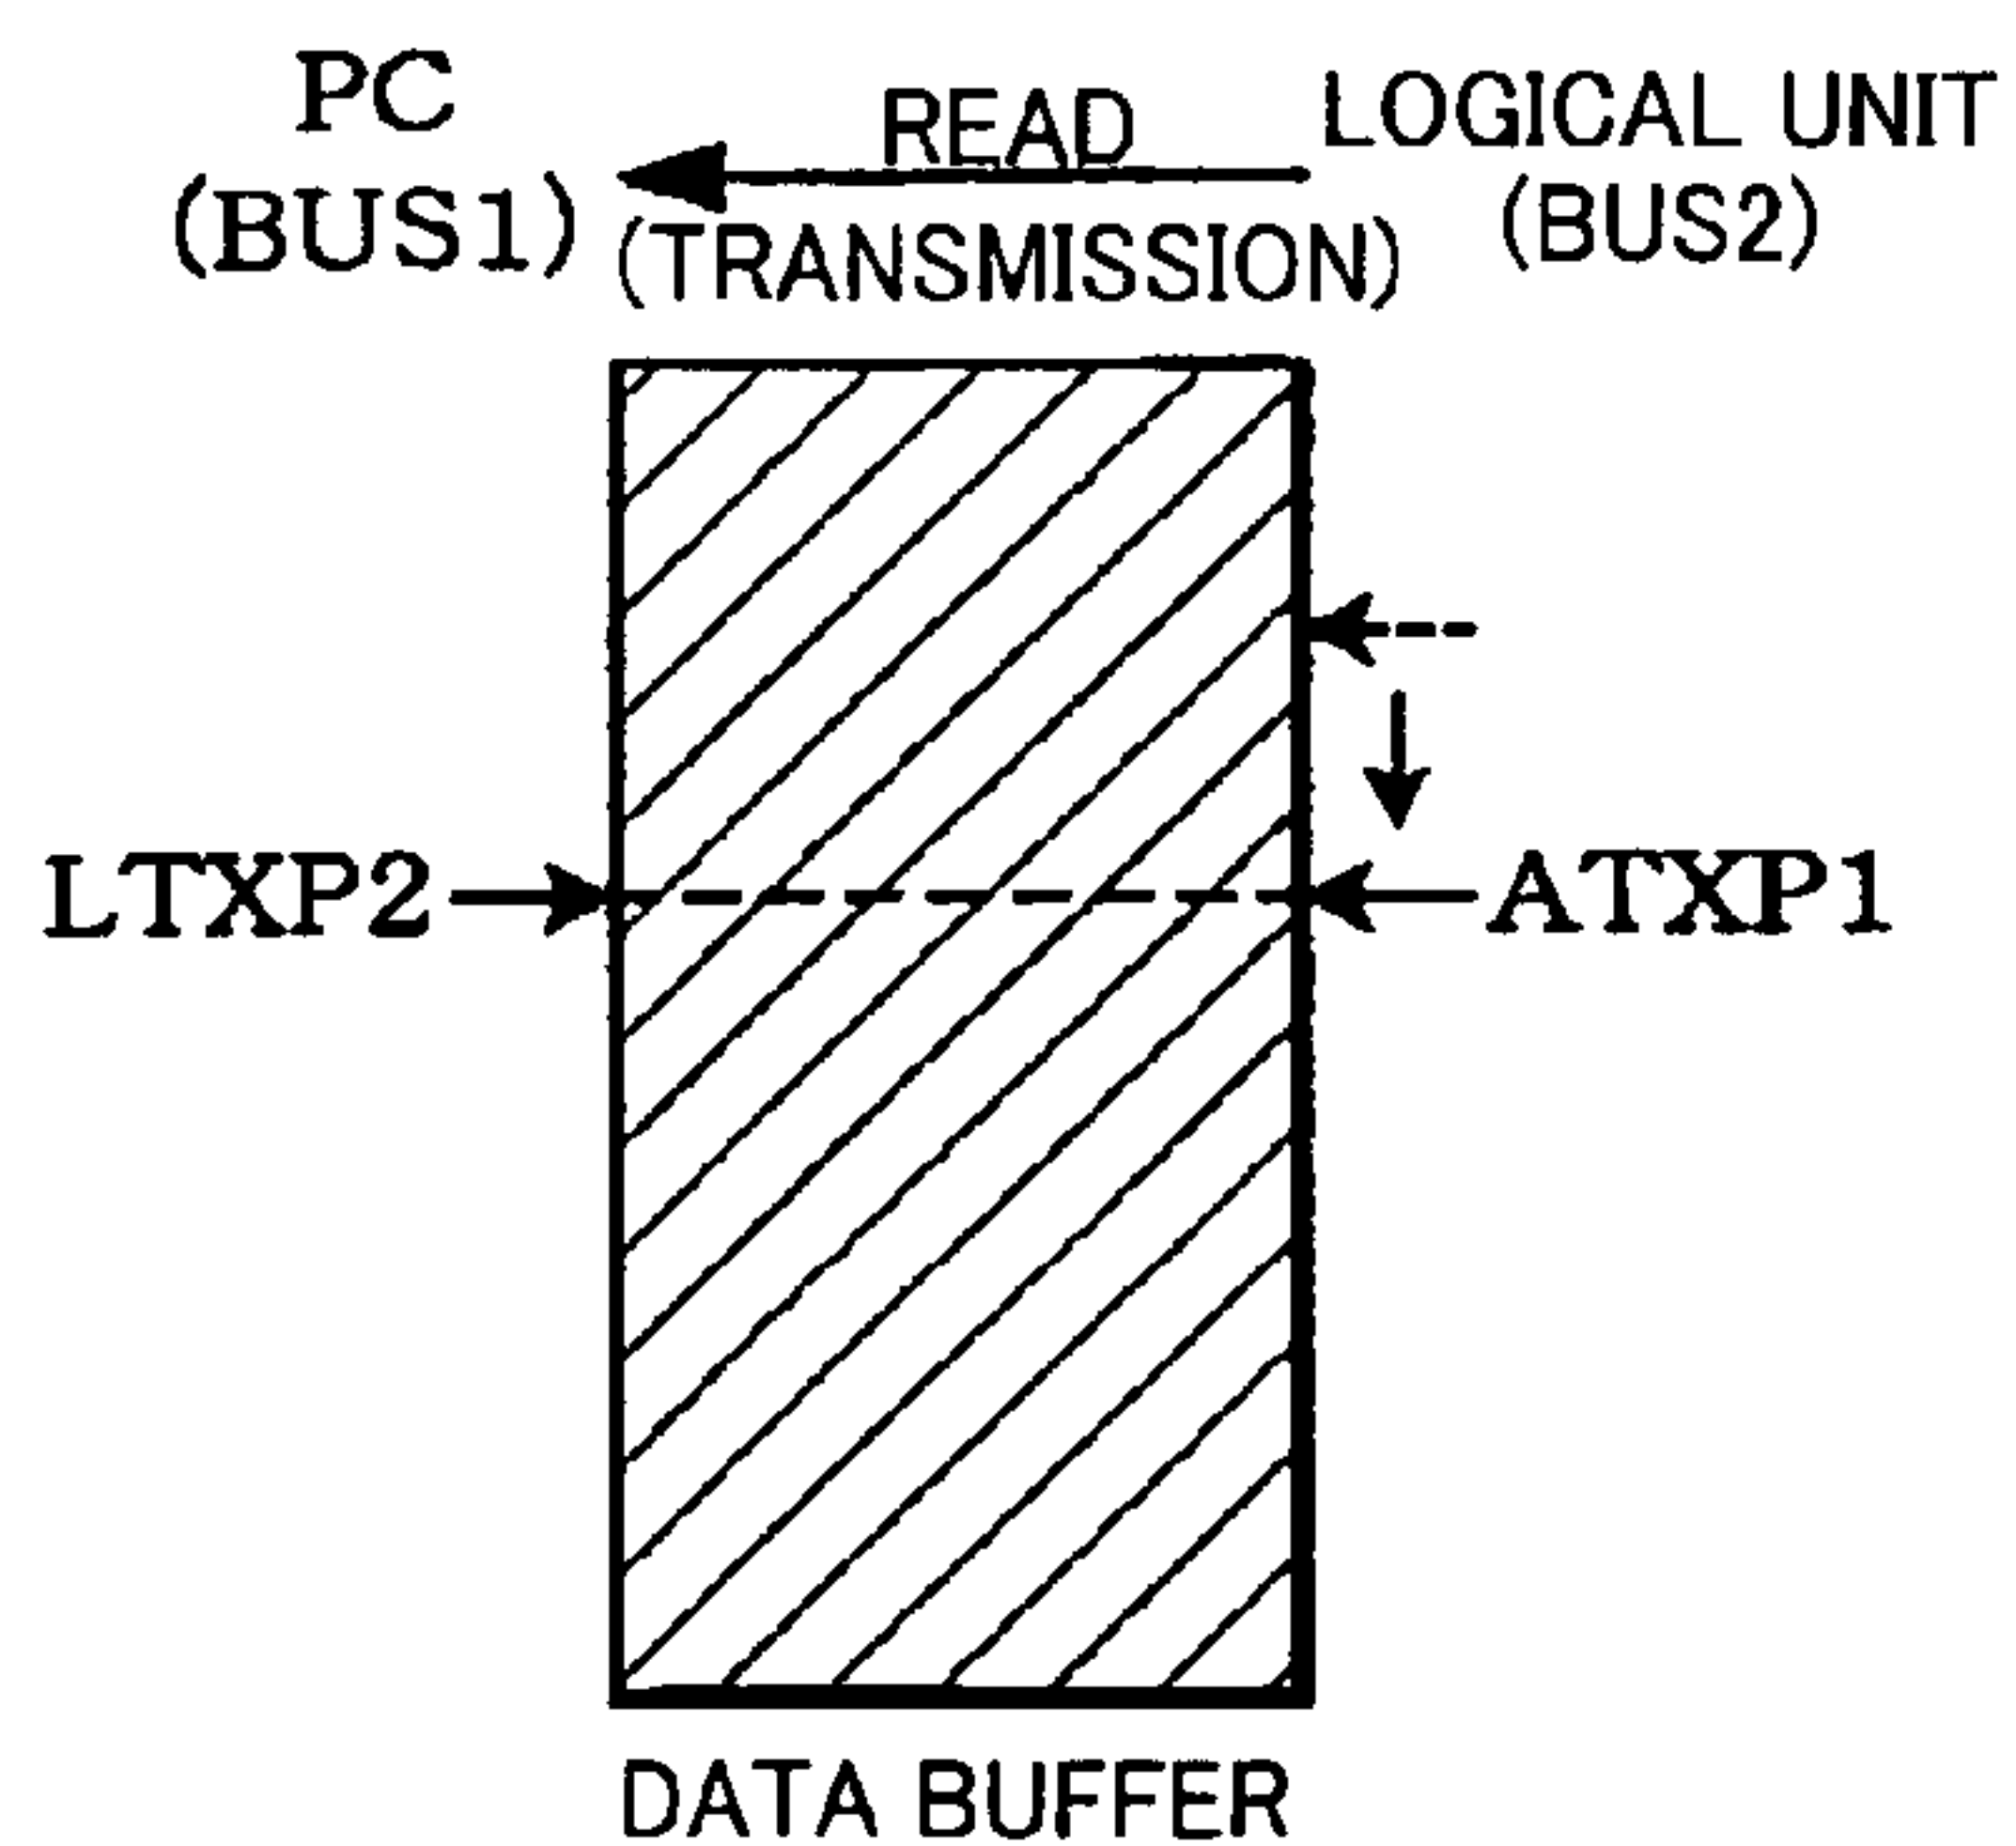 PC
(BUS1)
READ
(TRANSMISSION)
LOGICAL UNIT
(BUS2)
LTXP2
ATXP1
DATA BUFFER